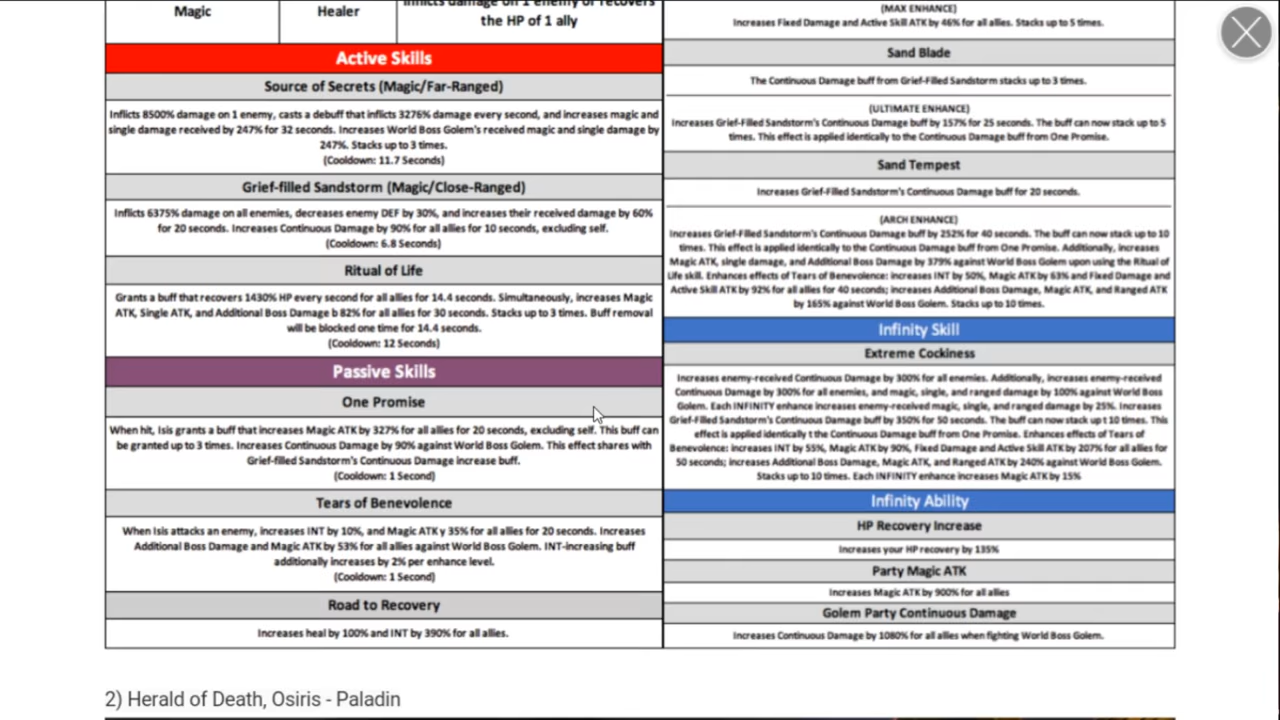 Magic
Healer
the HP of 1 ally
Active Skills
Source of Secrets (Magic/Far-Ranged)
Inflicts 8500% damage on 1 enemy, casts a debuff that inflicts 3276% damage every second, and increases magic and
single damage received by 247% for 32 seconds. Increases World Boss Golem's received magic and single damage by
247%. Stacks up to 3 times.
(Cooldown: 11.7 Seconds)
Grief-filled Sandstorm (Magic/Close-Ranged)
Inflicts 6375% damage on all enemies, decreases enemy DEF by 30%, and increases their received damage by 60%
for 20 seconds. Increases Continuous Damage by 90% for all allies for 10 seconds, excluding self.
(Cooldown: 6.8 Seconds)
Ritual of Life
Grants a buff that recovers 1430% HP every second for all allies for 14.4 seconds. Simultaneously, increases Magic
ATK, Single ATK, and Additional Boss Damage b 82% for all allies for 30 seconds. Stacks up to 3 times. Buff removal
will be blocked one time for 14.4 seconds.
(Cooldown: 12 Seconds)
Passive Skills
One Promise
When hit, Isis grants a buff that increases Magic ATK by 327% for all allies for 20 seconds, excluding self. This buff can
be granted up to 3 times. Increases Continuous Damage by 90% against World Boss Golem. This effect shares with
Grief-filled Sandstorm's Continuous Damage increase buff.
(Cooldown: 1 Second)
Tears of Benevolence
When Isis attacks an enemy, increases INT by 10%, and Magic ATK y 35% for all allies for 20 seconds. Increases
Additional Boss Damage and Magic ATK by 53% for all allies against World Boss Golem. INT-increasing buff
additionally increases by 2% per enhance level.
(Cooldown: 1 Second)
Road to Recovery
Increases heal by 100% and INT by 390% for all allies.
(MAX ENHANCE)
Increases Fixed Damage and Active Skill ATK by 46% for all allies. Stacks up to 5 times.
Sand Blade
The Continuous Damage buff from Grief-Filled Sandstorm stacks up to 3 times.
(ULTIMATE ENHANCE)
Increases Grief-Filled Sandstorm's Continuous Damage buff by 157% for 25 seconds. The buff can now stack up to 5
times. This effect is applied identically to the Continuous Damage buff from One Promise.
Sand Tempest
Increases Grief-Filled Sandstorm's Continuous Damage buff for 20 seconds.
(ARCH ENHANCE)
Increases Grief-Filled Sandstorm's Continuous Damage buff by 252% for 40 seconds. The buff can now stack up to 10
times. This effect is applied identically to the Continuous Damage buff from One Promise. Additionally, increases
Magic ATK, single damage, and Additional Boss Damage by 379% against World Boss Golem upon using the Ritual of
Life skill. Enhances effects of Tears of Benevolence: increases INT by 50%, Magic ATK by 63% and Fixed Damage and
Active Skill ATK by 92% for all allies for 40 seconds; increases Additional Boss Damage, Magic ATK, and Ranged ATK
by 165% against World Boss Golem. Stacks up to 10 times.
Infinity Skill
Extreme Cockiness
Increases enemy-received Continuous Damage by 300% for all enemies. Additionally, increases enemy-received
Continuous Damage by 300% for all enemies, and magic, single, and ranged damage by 100% against World Boss
Golem. Each INFINITY enhance increases enemy-received magic, single, and ranged damage by 25%. Increases
Grief-Filled Sandstorm's Continuous Damage buff by 350% for 50 seconds. The buff can now stack up t 10 times. This
effect is applied identically t the Continuous Damage buff from One Promise. Enhances effects of Tears of
Benevolence: increases INT by 55%, Magic ATK by 90%, Fixed Damage and Active Skill ATK by 207% for all allies for
50 seconds; increases Additional Boss Damage, Magic ATK, and Ranged ATK by 240% against World Boss Golem.
Stacks up to 10 times. Each INFINITY enhance increases Magic ATK by 15%
Infinity Ability
HP Recovery Increase
Increases your HP recovery by 135%
Party Magic ATK
Increases Magic ATK by 900% for all allies
Golem Party Continuous Damage
Increases Continuous Damage by 1080% for all allies when fighting World Boss Golem.
2) Herald of Death, Osiris - Paladin